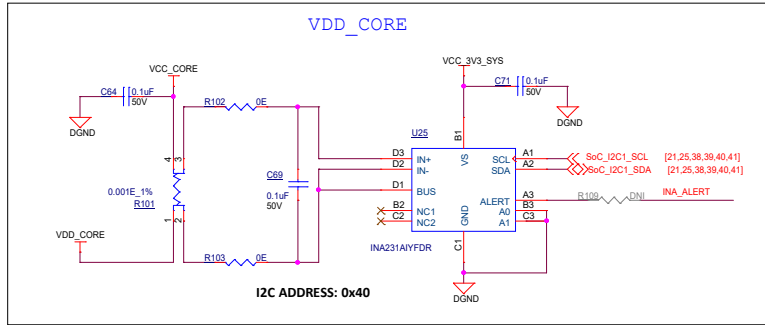 VDD_CORE
VCC_CORE
VCC_3V3_SYS
C64 0.1uF
50V
C71 0.1uF
50V
DGND
DGND
R102 0E
U25
B1
4 3
D3 IN+ VS SCL A1 SoC_I2C1_SCL [21,25,38,39,40,41]
D2 IN- SDA A2 SoC_I2C1_SDA [21,25,38,39,40,41]
0.001E_1%
R101
C69
0.1uF
50V
D1 BUS
ALERT A3 R109 DNI INA_ALERT
B2 NC1 A0 B3
C2 NC2 GND A1 C3
1 2
VDD_CORE
R103 0E
INA231AIYFDR
C1
I2C ADDRESS: 0x40
DGND